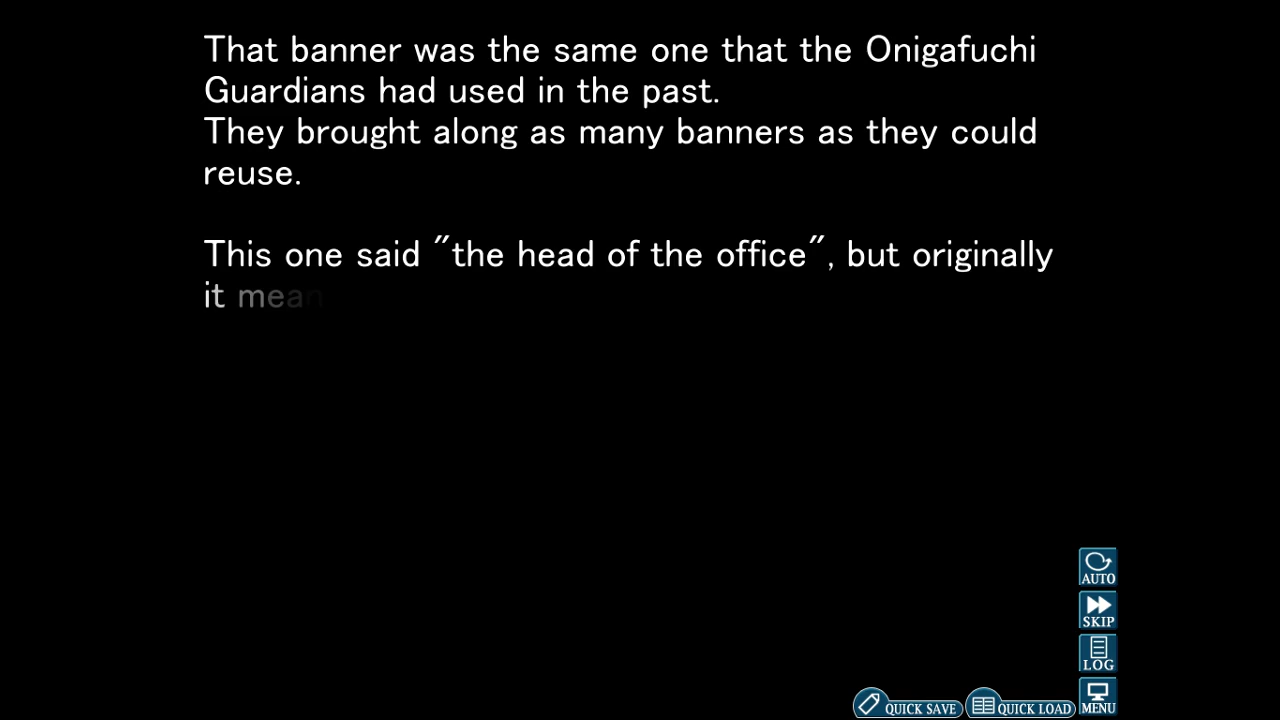 That banner was the same one that the Onigafuchi
Guardians had used in the past.
They brought along as many banners as they could
reuse.
This one said "the head of the office", but originally
it mean
AUTO
SKIP
LOG
MENU
QUICK SAVE
QUICK LOAD